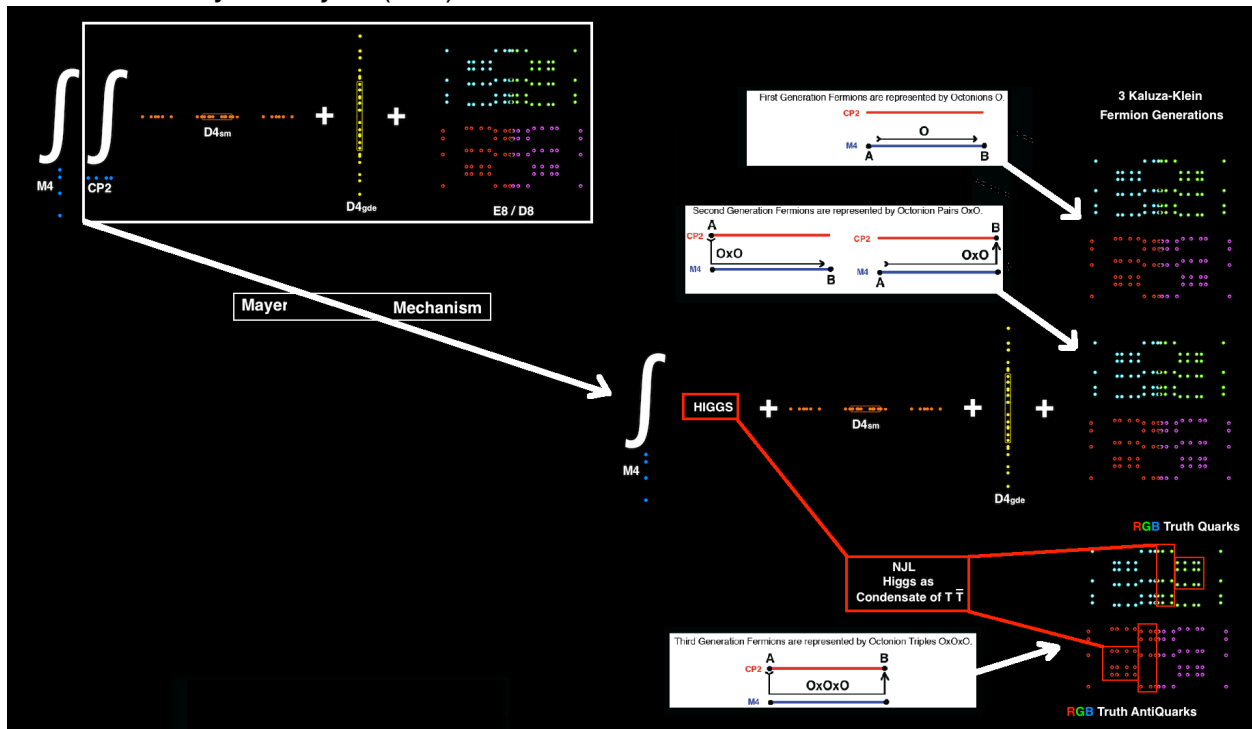 First Generation Fermions are represented by Octonions O.
CP2
O
M4
A
B
3 Kaluza-Klein
Fermion Generations
D4sm
M4
CP2
D4gde
E8 / D8
Second Generation Fermions are represented by Octonion Pairs OxO.
A
CP2
OxO
M4
B
CP2
B
OxO
M4
A
Mayer
Mechanism
HIGGS
D4sm
M4
D4gde
RGB Truth Quarks
NJL
Higgs as
Condensate of T T̅
Third Generation Fermions are represented by Octonion Triples OxOxO.
A
B
CP2
OxOxO
M4
RGB Truth AntiQuarks